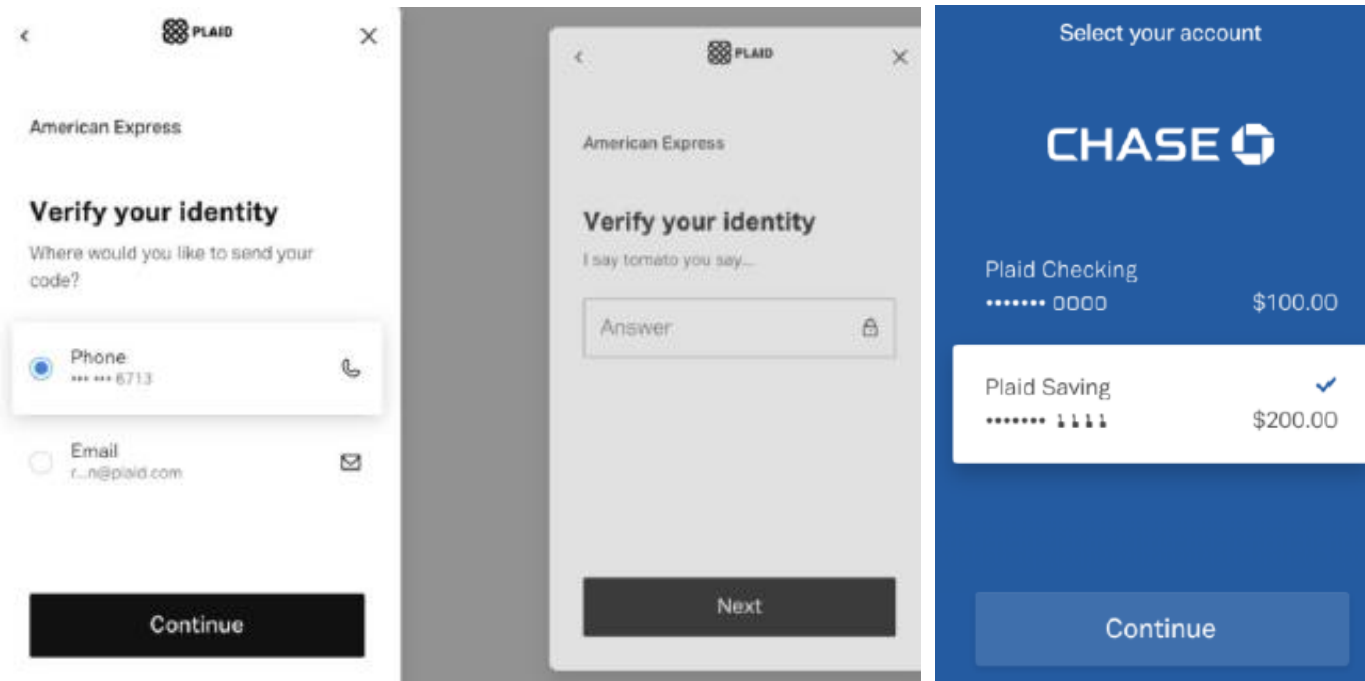 PLAID
American Express
Verify your identity
Where would you like to send your
code?
Phone
••• ••• 6713
Email
r...n@plaid.com
Continue
PLAID
American Express
Verify your identity
I say tomato you say...
Answer
Next
Select your account
CHASE
Plaid Checking
••••••• 0000 $100.00
Plaid Saving
••••••• 1111 $200.00
Continue